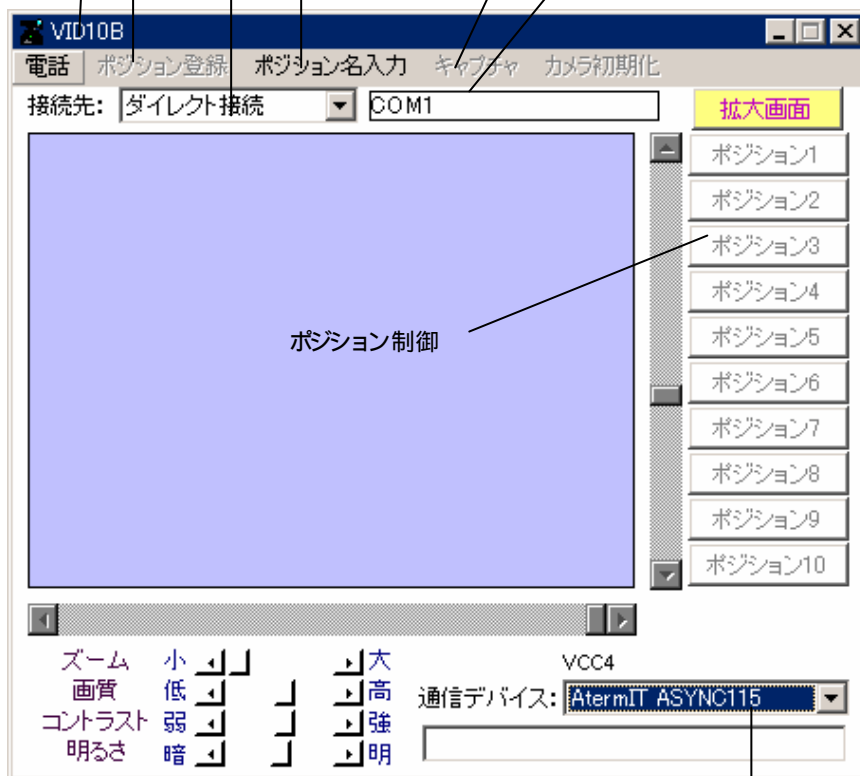 VID10B
電話 ポジション登録 ポジション名入力 キャプチャ カメラ初期化
接続先: ダイレクト接続 COM1 拡大画面
ポジション1
ポジション2
ポジション3
ポジション4
ポジション制御
ポジション5
ポジション6
ポジション7
ポジション8
ポジション9
ポジション10
ズーム 小 大
画質 低 高
コントラスト 弱 強
明るさ 暗 明
VCC4
通信デバイス: AtermIT ASYNC115